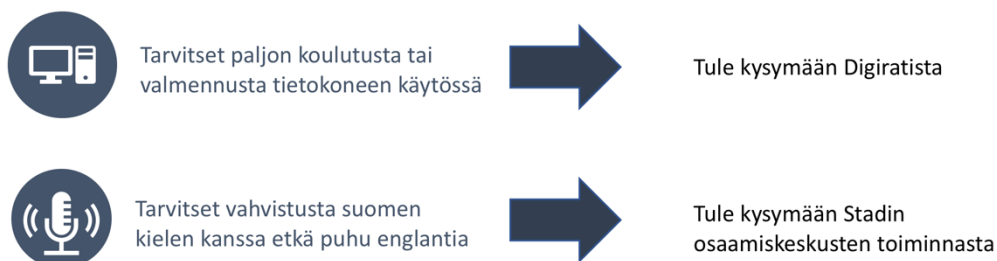 Tarvitset paljon koulutusta tai
valmennusta tietokoneen käytössä
Tule kysymään Digiratista
Tarvitset vahvistusta suomen
kielen kanssa etkä puhu englantia
Tule kysymään Stadin
osaamiskeskusten toiminnasta